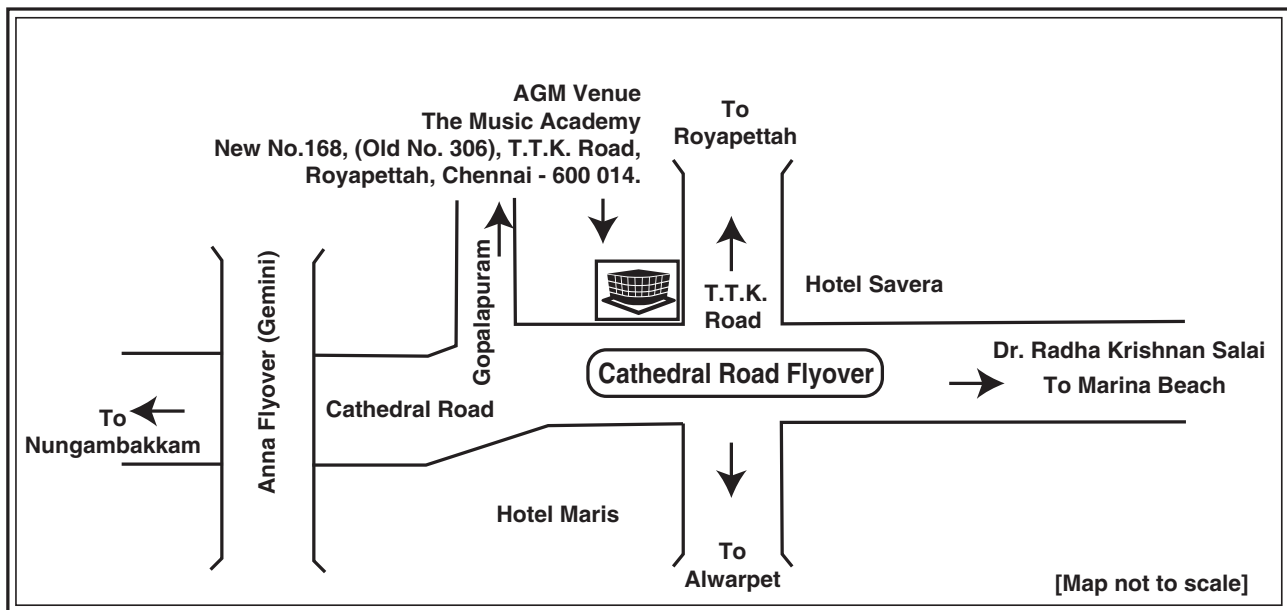 AGM Venue
The Music Academy
New No.168, (Old No. 306), T.T.K. Road,
Royapettah, Chennai - 600 014.
To
Royapettah
Anna Flyover (Gemini)
Gopalapuram
T.T.K.
Road
Hotel Savera
Cathedral Road Flyover
Dr. Radha Krishnan Salai
To Marina Beach
Cathedral Road
To
Nungambakkam
Hotel Maris
To
Alwarpet
[Map not to scale]